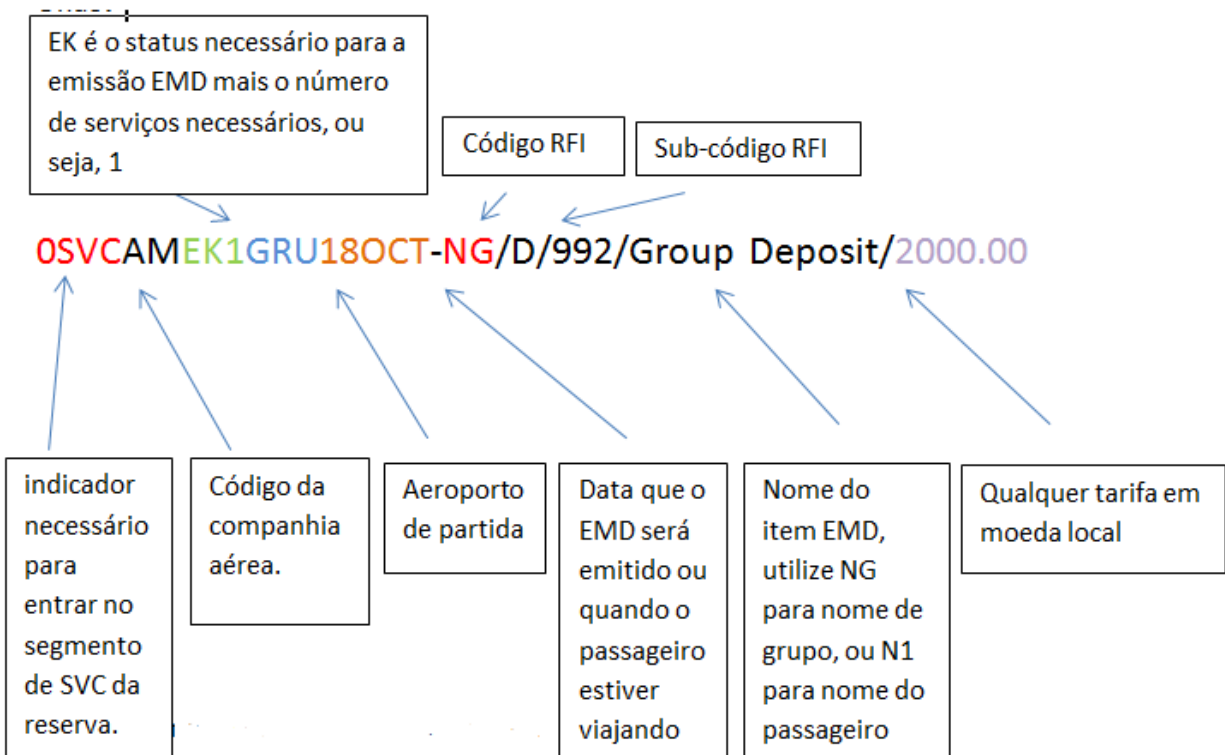 EK é o status necessário para a
emissão EMD mais o número
de serviços necessários, ou
seja, 1
Código RFI
Sub-código RFI
0SVCAMEK1GRU18OCT-NG/D/992/Group Deposit/2000.00
indicador
necessário
para
entrar no
segmento
de SVC da
reserva.
Código da
companhia
aérea.
Aeroporto
de partida
Data que o
EMD será
emitido ou
quando o
passageiro
estiver
viajando
Nome do
item EMD,
utilize NG
para nome de
grupo, ou N1
para nome do
passageiro
Qualquer tarifa em
moeda local